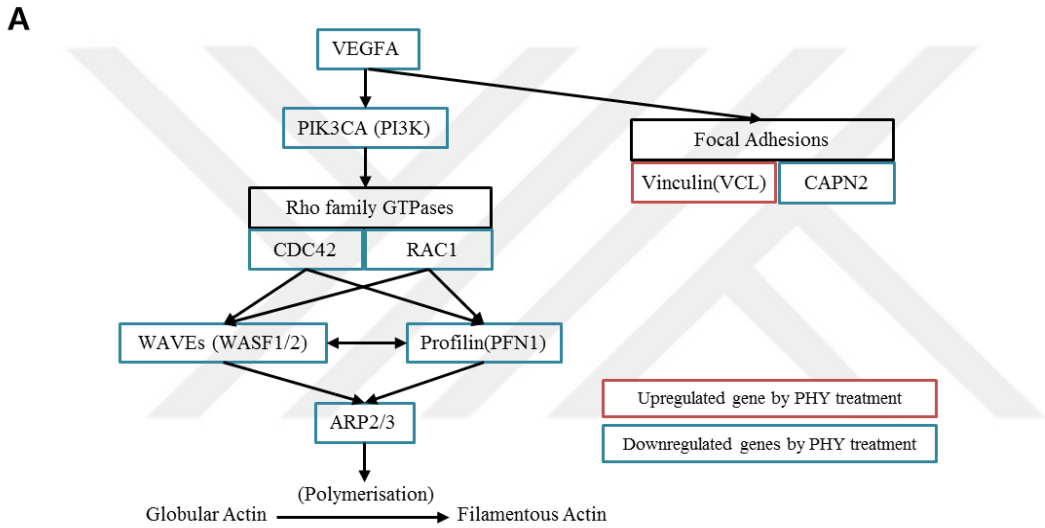 A
VEGFA
PIK3CA (PI3K)
Focal Adhesions
Vinculin(VCL)
CAPN2
Rho family GTPases
CDC42
RAC1
WAVEs (WASF1/2)
Profilin(PFN1)
Upregulated gene by PHY treatment
ARP2/3
Downregulated genes by PHY treatment
(Polymerisation)
Globular Actin
Filamentous Actin